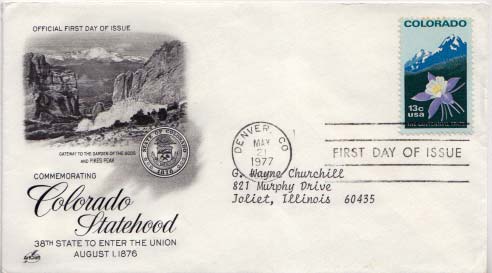 OFFICIAL FIRST DAY OF ISSUE
GATEWAY TO THE GARDEN OF THE GODS
AND PIKES PEAK
COMMEMORATING
Colorado
Statehood
38TH STATE TO ENTER THE UNION
AUGUST 1, 1876
COLORADO
13c
usa
DENVER, CO
MAY
21
1977
FIRST DAY OF ISSUE
G. Wayne Churchill
821 Murphy Drive
Joliet, Illinois 60435